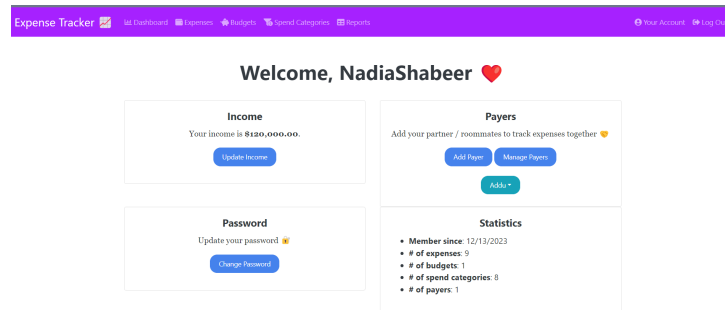 Expense Tracker Dashboard Expenses Budgets Spend Categories Reports Your Account Log Ou
Welcome, NadiaShabeer
Income
Your income is $120,000.00.
Update Income
Payers
Add your partner / roommates to track expenses together
Add Payer Manage Payers
Addu
Password
Update your password
Change Password
Statistics
Member since: 12/13/2023
# of expenses: 9
# of budgets: 1
# of spend categories: 8
# of payers: 1